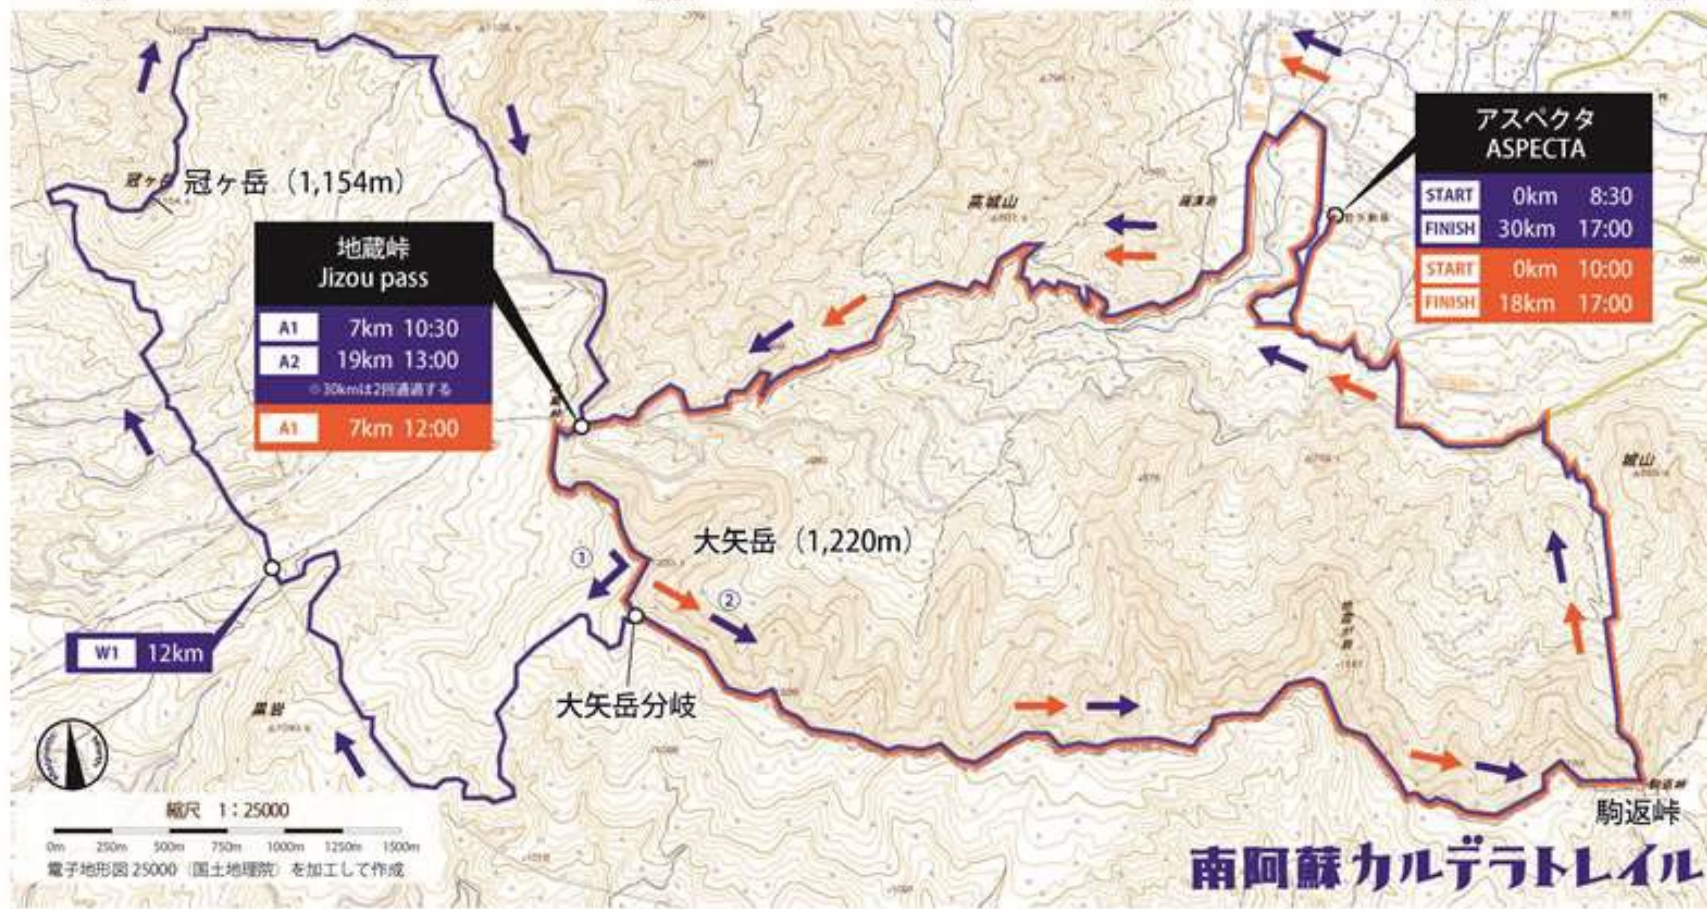 冠ヶ岳（1,154m）
地蔵峠
Jizou pass
A1 7km 10:30
A2 19km 13:00
※30kmは2回通過する
A1 7km 12:00
高城山
アスペクタ
ASPECTA
START 0km 8:30
FINISH 30km 17:00
START 0km 10:00
FINISH 18km 17:00
城山
大矢岳（1,220m）
①
②
W1 12km
大矢岳分岐
黒岩
駒返峠
駒返峠
縮尺 1：25000
0m 250m 500m 750m 1000m 1250m 1500m
電子地形図 25000（国土地理院）を加工して作成
南阿蘇カルデラトレイル